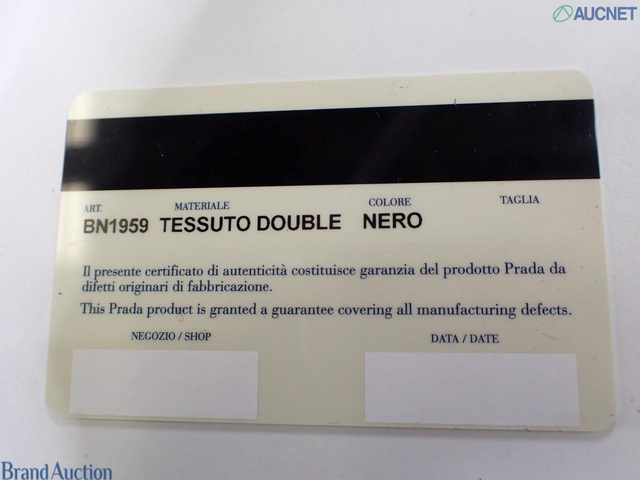 AUCNET
ART. MATERIALE COLORE TAGLIA
BN1959 TESSUTO DOUBLE NERO
Il presente certificato di autenticità costituisce garanzia del prodotto Prada da
difetti originari di fabbricazione.
This Prada product is granted a guarantee covering all manufacturing defects.
NEGOZIO / SHOP DATA / DATE
Brand Auction